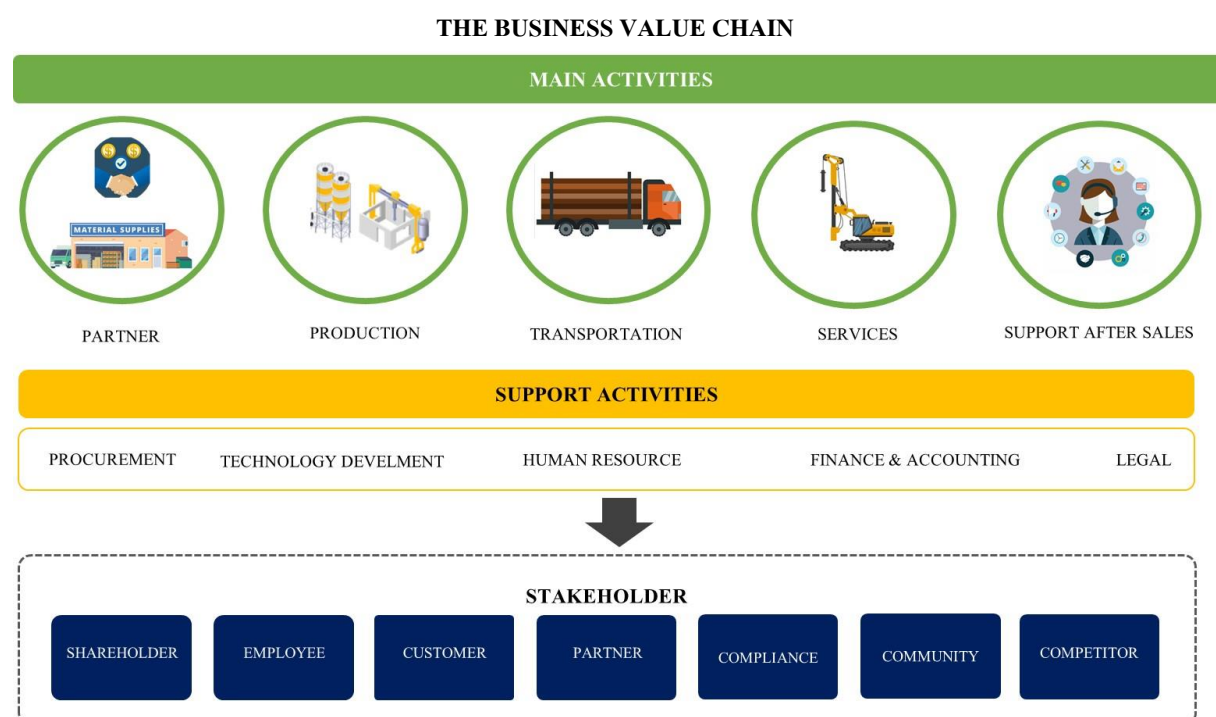 THE BUSINESS VALUE CHAIN
MAIN ACTIVITIES
MATERIAL SUPPLIES
PARTNER
PRODUCTION
TRANSPORTATION
SERVICES
SUPPORT AFTER SALES
SUPPORT ACTIVITIES
PROCUREMENT
TECHNOLOGY DEVELMENT
HUMAN RESOURCE
FINANCE & ACCOUNTING
LEGAL
STAKEHOLDER
SHAREHOLDER
EMPLOYEE
CUSTOMER
PARTNER
COMPLIANCE
COMMUNITY
COMPETITOR